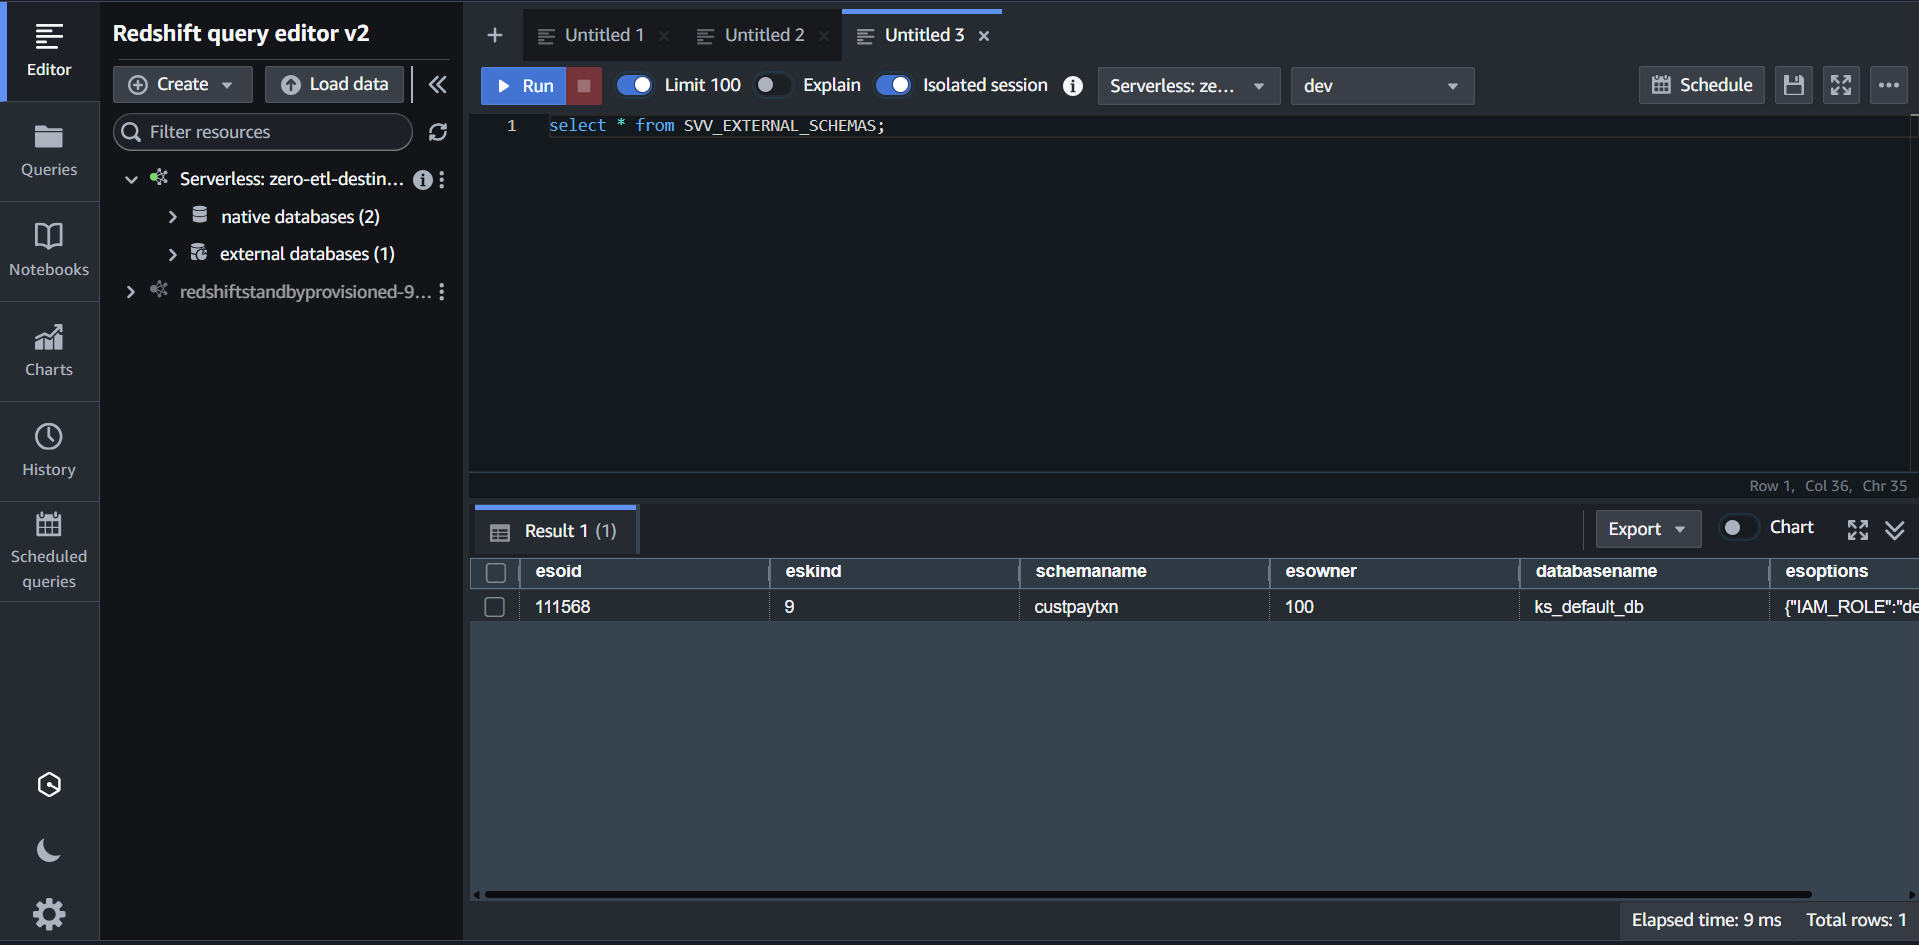 Editor
Queries
Notebooks
Charts
History
Scheduled
queries
Redshift query editor v2
Create
Load data
Filter resources
Serverless: zero-etl-destin...
native databases (2)
external databases (1)
redshiftstandbyprovisioned-9...
Untitled 1
Untitled 2
Untitled 3
Run
Limit 100
Explain
Isolated session
Serverless: ze...
dev
Schedule
1 select * from SVV_EXTERNAL_SCHEMAS;
Row 1, Col 36, Chr 35
Result 1 (1)
Export
Chart
esoid eskind schemaname esowner databasename esoptions
111568 9 custpaytxn 100 ks_default_db {"IAM_ROLE":"de
Elapsed time: 9 ms Total rows: 1